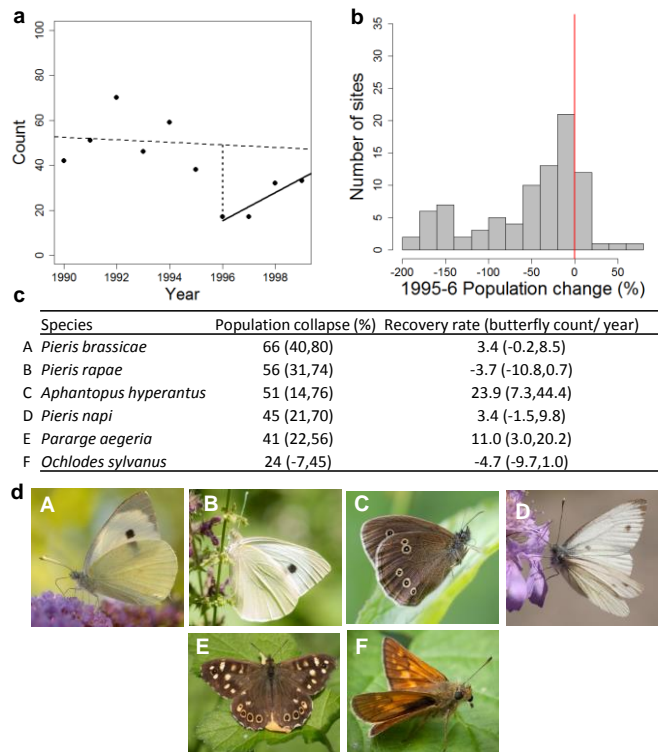 a
Count
100
80
60
40
20
0
1990 1992 1994 1996 1998
Year
b
Number of sites
35
30
25
20
15
10
5
0
-200 -150 -100 -50 0 50
1995-6 Population change (%)
c
Species Population collapse (%) Recovery rate (butterfly count/ year)
A Pieris brassicae 66 (40,80) 3.4 (-0.2,8.5)
B Pieris rapae 56 (31,74) -3.7 (-10.8,0.7)
C Aphantopus hyperantus 51 (14,76) 23.9 (7.3,44.4)
D Pieris napi 45 (21,70) 3.4 (-1.5,9.8)
E Pararge aegeria 41 (22,56) 11.0 (3.0,20.2)
F Ochlodes sylvanus 24 (-7,45) -4.7 (-9.7,1.0)
d
A B C D
E F